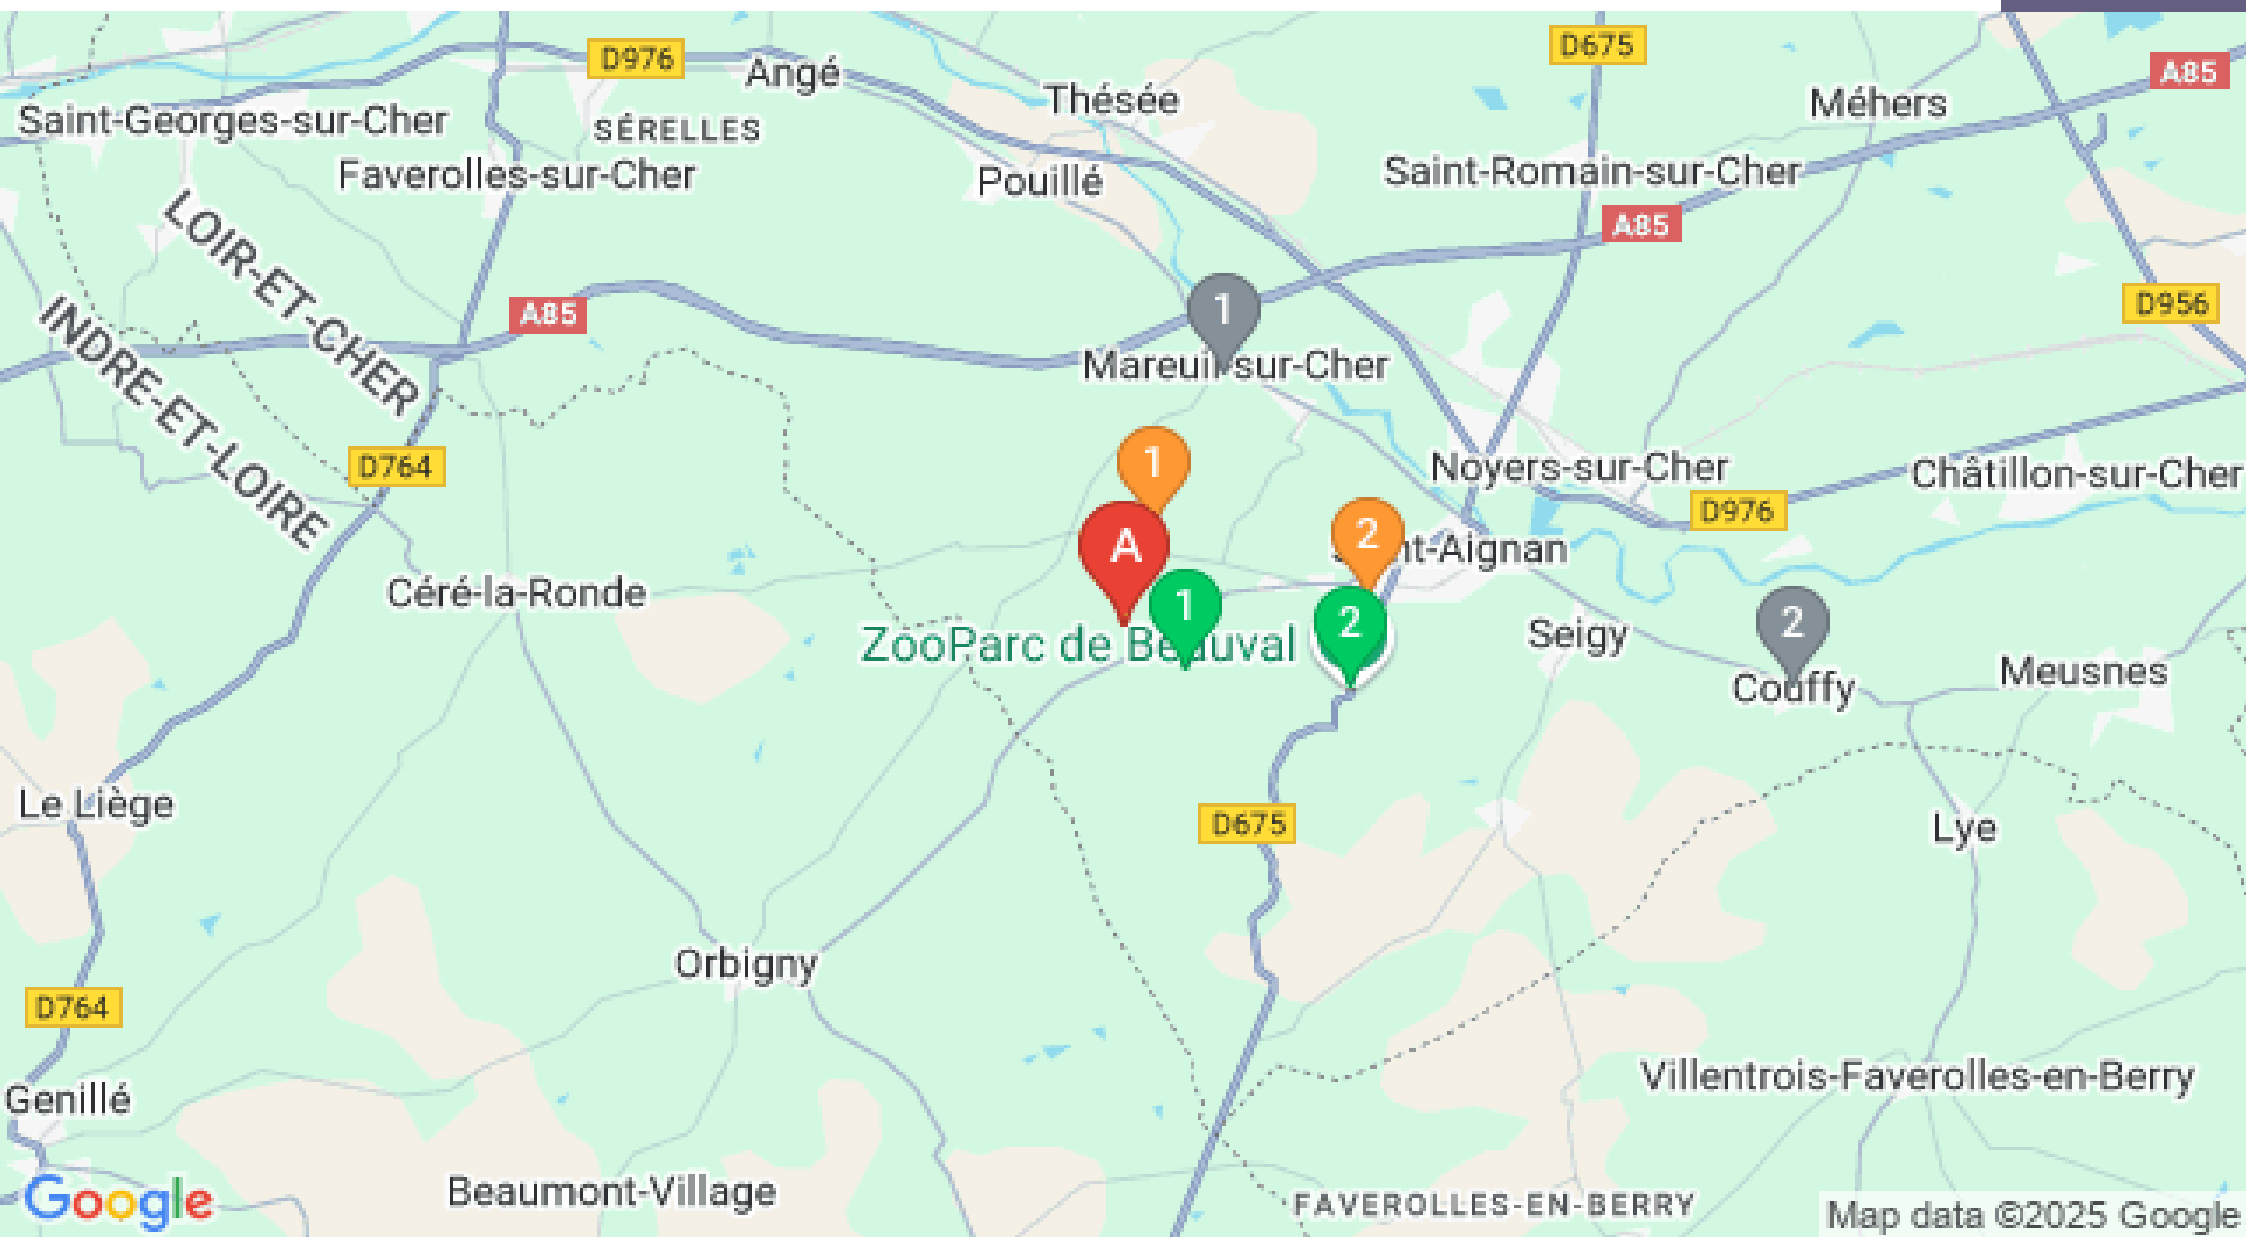 D976
D675
A85
Angé
Thésée
Méhers
Saint-Georges-sur-Cher
SÉRELLES
Faverolles-sur-Cher
Pouillé
Saint-Romain-sur-Cher
A85
LOIR-ET-CHER
INDRE-ET-LOIRE
A85
1
D956
Mareuil-sur-Cher
D764
1
Noyers-sur-Cher
Châtillon-sur-Cher
D976
A
2
nt-Aignan
Céré-la-Ronde
1
2
2
ZooParc de Beauval
Seigy
Couffy
Meusnes
Le Liège
D675
Lye
Orbigny
D764
Genillé
Villentrois-Faverolles-en-Berry
Beaumont-Village
FAVEROLLES-EN-BERRY
Google
Map data ©2025 Google